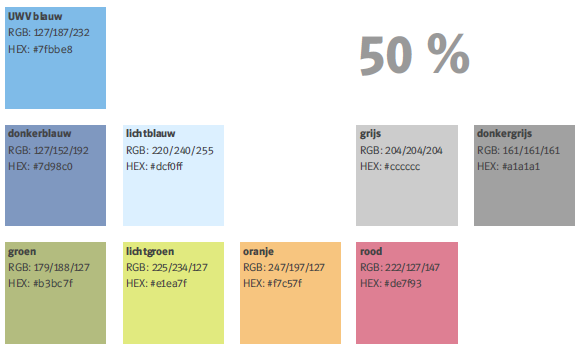 UWV blauw
RGB: 127/187/232
HEX: #7fbbe8
50 %
donkerblauw
RGB: 127/152/192
HEX: #7d98c0
lichtblauw
RGB: 220/240/255
HEX: #dcf0ff
grijs
RGB: 204/204/204
HEX: #cccccc
donkergrijs
RGB: 161/161/161
HEX: #a1a1a1
groen
RGB: 179/188/127
HEX: #b3bc7f
lichtgroen
RGB: 225/234/127
HEX: #e1ea7f
oranje
RGB: 247/197/127
HEX: #f7c57f
rood
RGB: 222/127/147
HEX: #de7f93